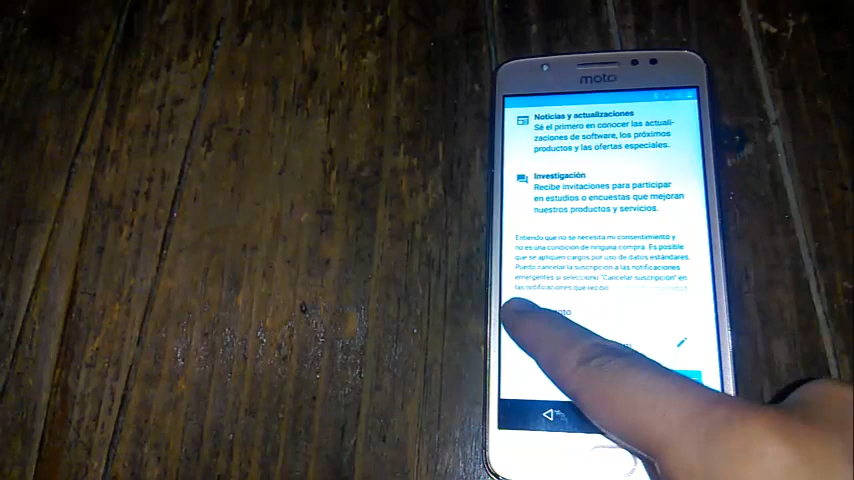 moto
Noticias y actualizaciones
Sé el primero en conocer las actuali-
zaciones de software, los próximos
productos y las ofertas especiales.
Investigación
Recibe invitaciones para participar
en estudios o encuestas que mejoran
nuestros productos y servicios.
Entiendo que no se necesita mi consentimiento y
no es una condición de ninguna compra. Es posible
que se apliquen cargos por uso de datos estándares.
Puedo cancelar la suscripción a las notificaciones
emergentes si selecciono "Cancelar suscripción" en
las notificaciones que recibo